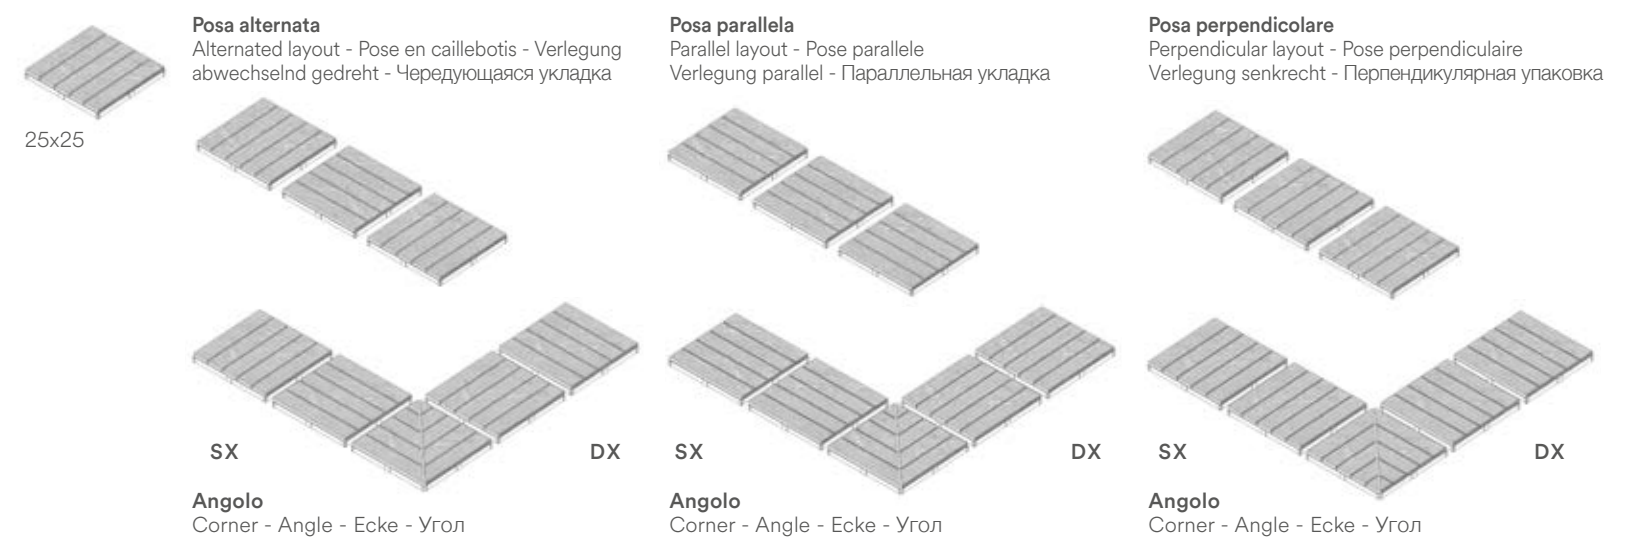 Posa alternata
Alternated layout - Pose en caillebotis - Verlegung
abwechselnd gedreht - Чередующаяся укладка
25x25
Posa parallela
Parallel layout - Pose parallele
Verlegung parallel - Параллельная укладка
Posa perpendicolare
Perpendicular layout - Pose perpendiculaire
Verlegung senkrecht - Перпендикулярная упаковка
SX
DX
Angolo
Corner - Angle - Ecke - Угол
SX
DX
Angolo
Corner - Angle - Ecke - Угол
SX
DX
Angolo
Corner - Angle - Ecke - Угол